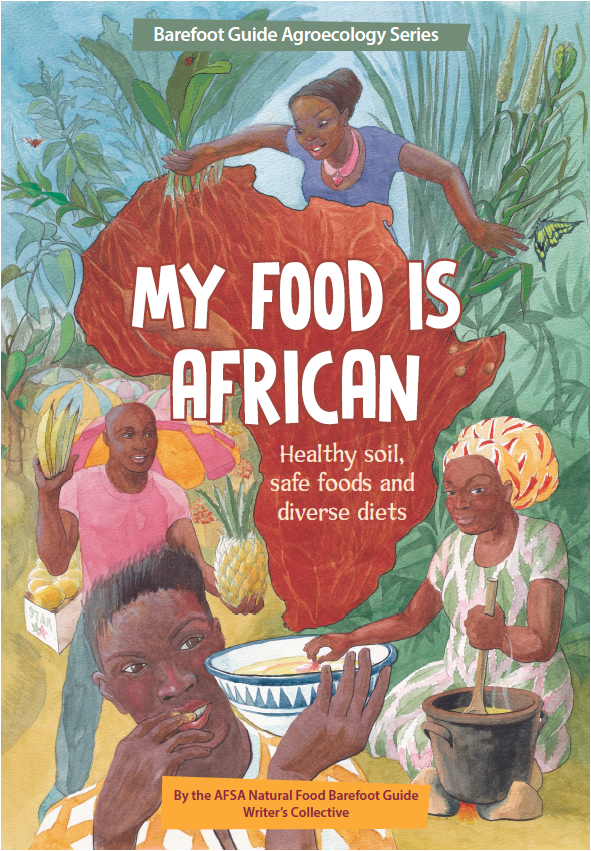 Barefoot Guide Agroecology Series
MY FOOD IS
AFRICAN
Healthy soil,
safe foods and
diverse diets
STAR
By the AFSA Natural Food Barefoot Guide
Writer's Collective